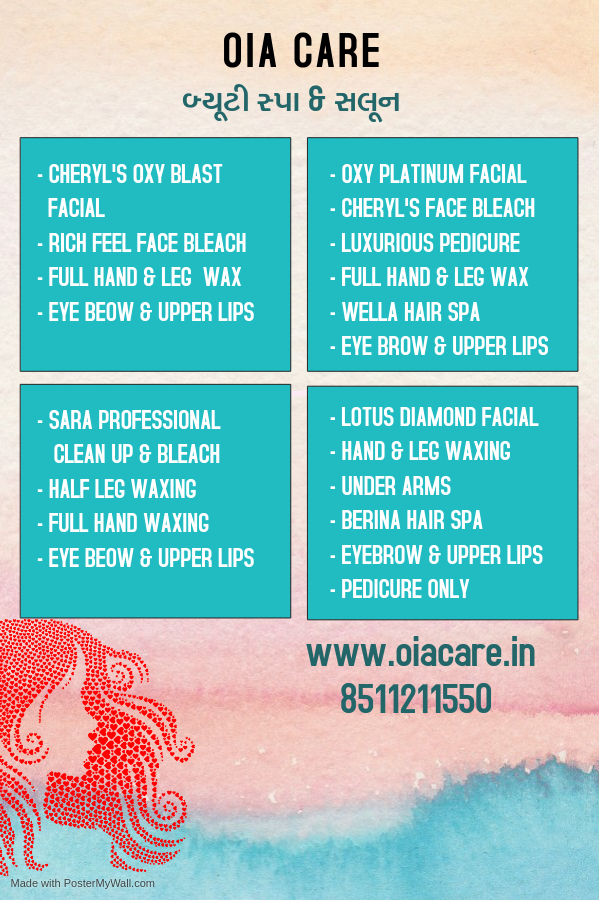 OIA CARE
બ્યૂટી સ્પા & સલૂન
- CHERYL'S OXY BLAST
FACIAL
- RICH FEEL FACE BLEACH
- FULL HAND & LEG WAX
- EYE BEOW & UPPER LIPS
- OXY PLATINUM FACIAL
- CHERYL'S FACE BLEACH
- LUXURIOUS PEDICURE
- FULL HAND & LEG WAX
- WELLA HAIR SPA
- EYE BROW & UPPER LIPS
- SARA PROFESSIONAL
CLEAN UP & BLEACH
- HALF LEG WAXING
- FULL HAND WAXING
- EYE BEOW & UPPER LIPS
- LOTUS DIAMOND FACIAL
- HAND & LEG WAXING
- UNDER ARMS
- BERINA HAIR SPA
- EYEBROW & UPPER LIPS
- PEDICURE ONLY
www.oiacare.in
8511211550
Made with PosterMyWall.com